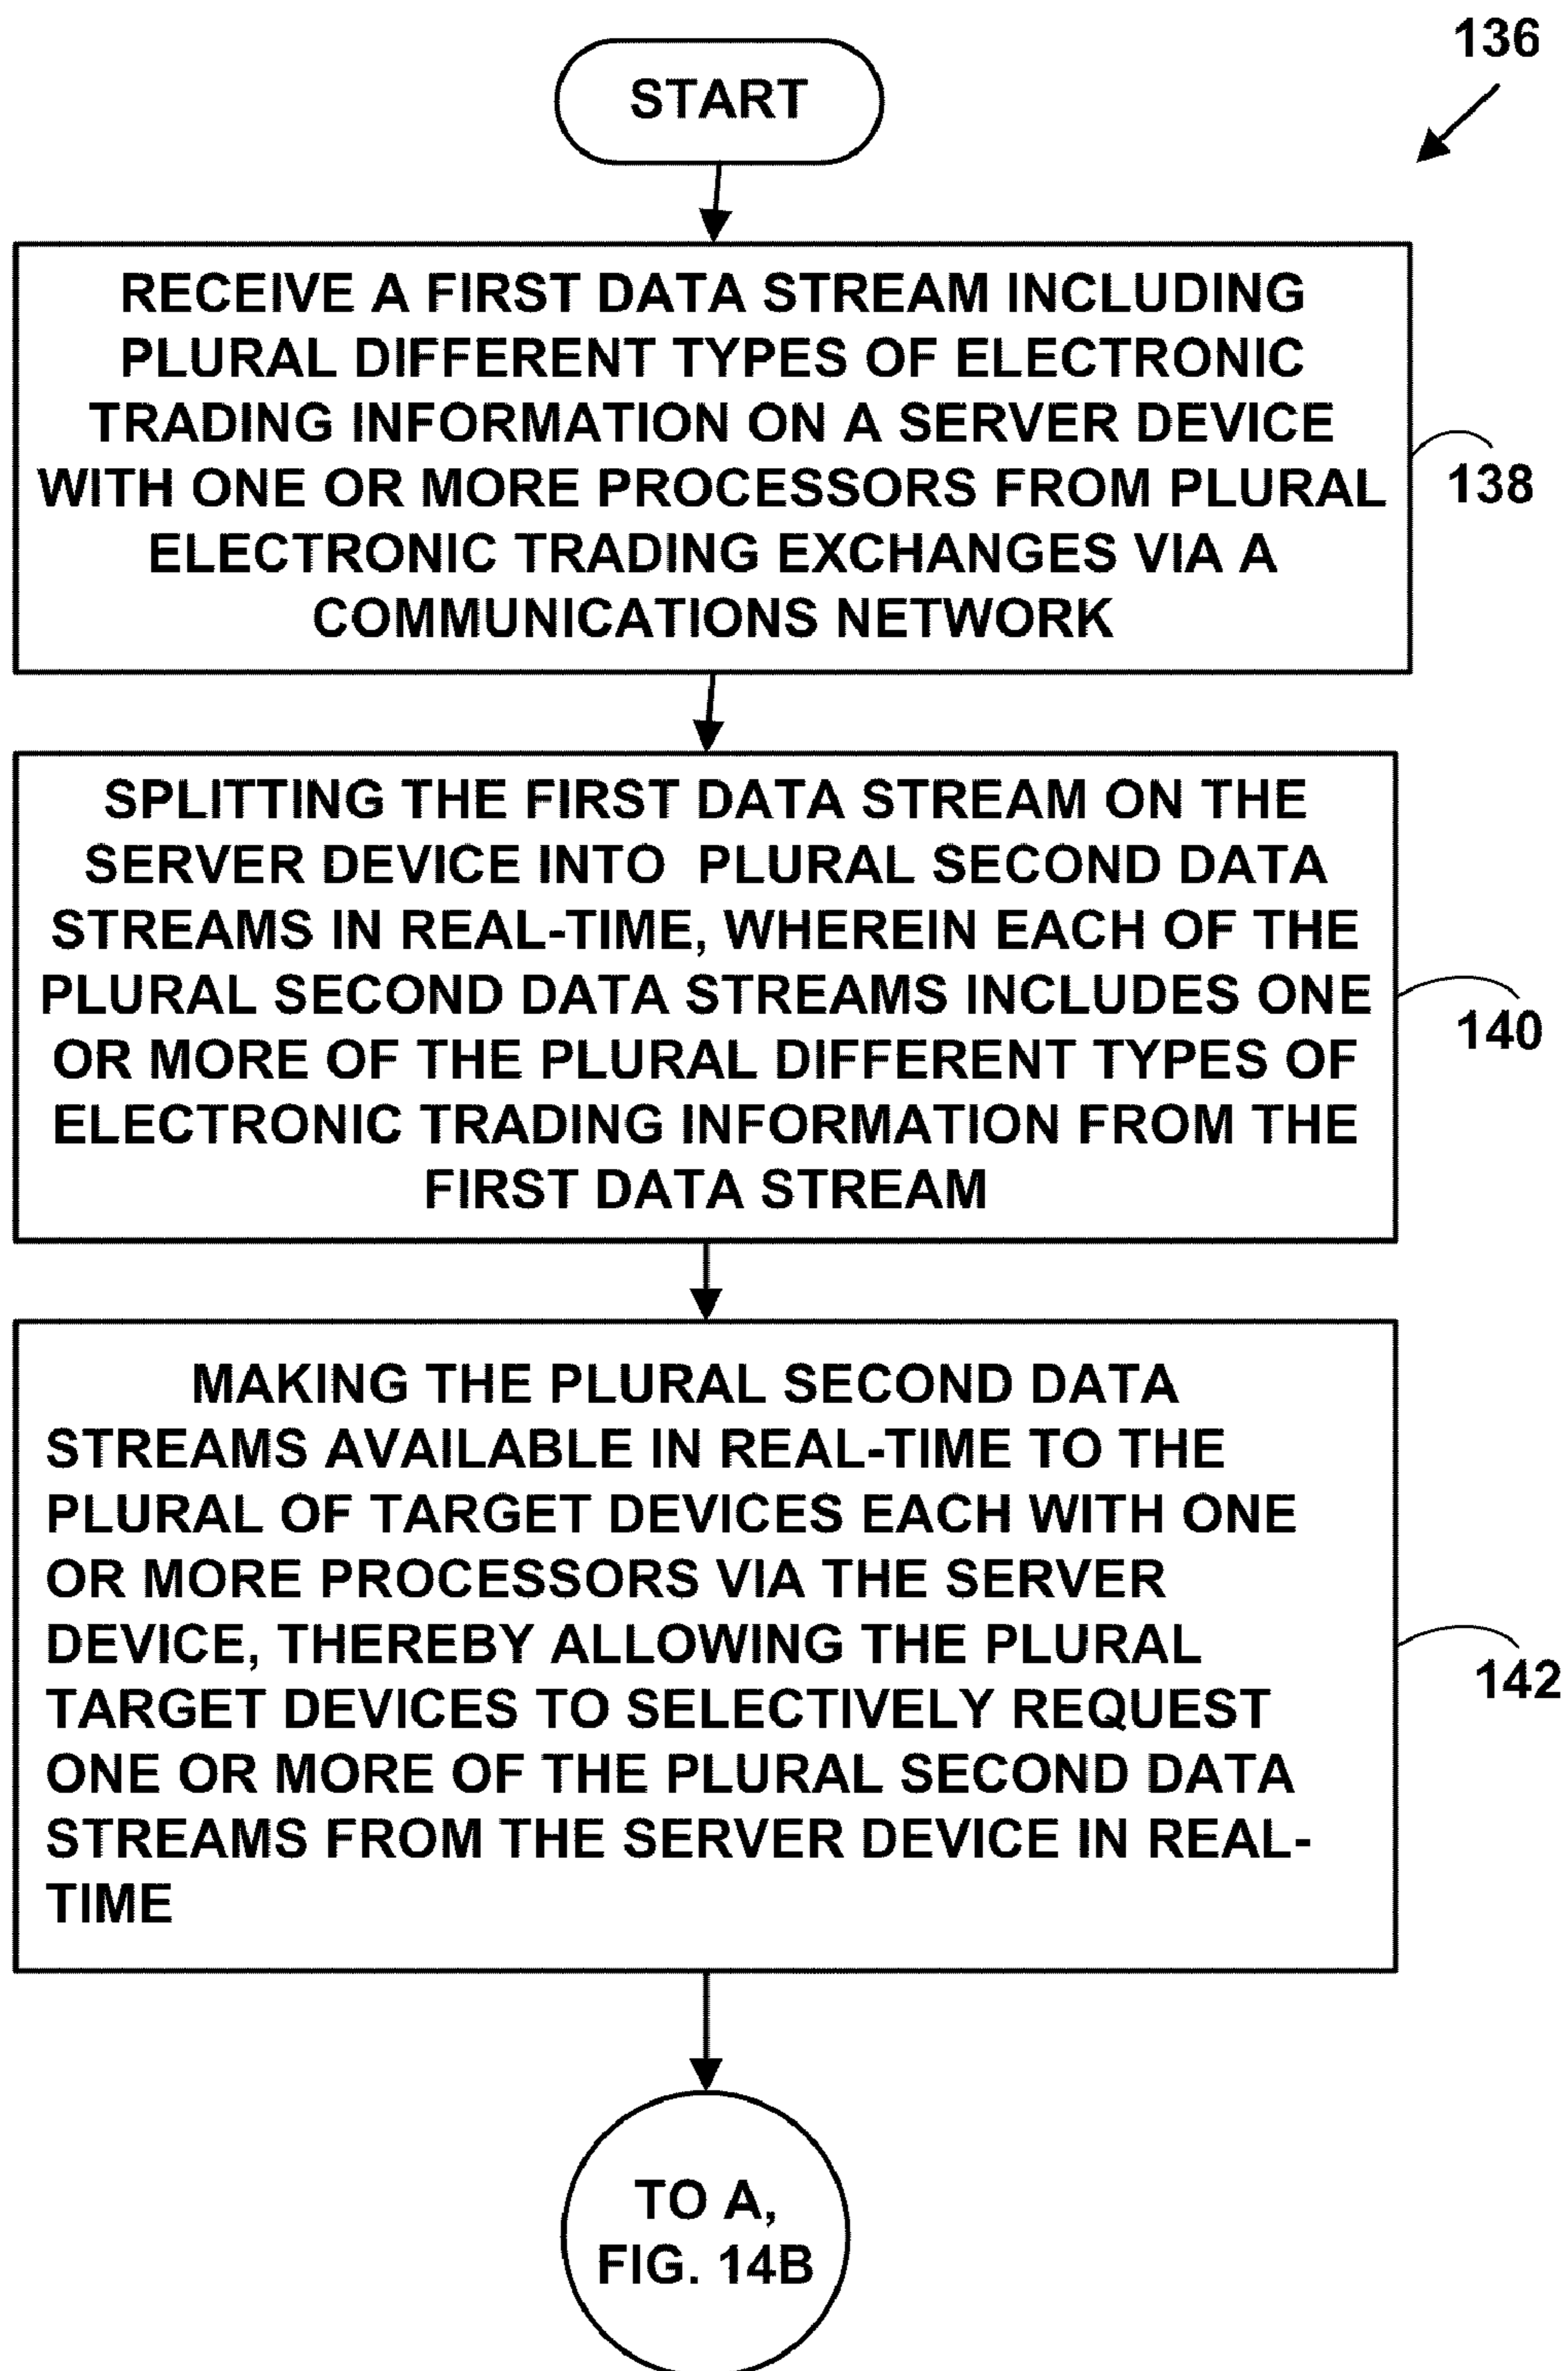 136
START
RECEIVE A FIRST DATA STREAM INCLUDING
PLURAL DIFFERENT TYPES OF ELECTRONIC
TRADING INFORMATION ON A SERVER DEVICE
WITH ONE OR MORE PROCESSORS FROM PLURAL
ELECTRONIC TRADING EXCHANGES VIA A
COMMUNICATIONS NETWORK
138
SPLITTING THE FIRST DATA STREAM ON THE
SERVER DEVICE INTO PLURAL SECOND DATA
STREAMS IN REAL-TIME, WHEREIN EACH OF THE
PLURAL SECOND DATA STREAMS INCLUDES ONE
OR MORE OF THE PLURAL DIFFERENT TYPES OF
ELECTRONIC TRADING INFORMATION FROM THE
FIRST DATA STREAM
140
MAKING THE PLURAL SECOND DATA
STREAMS AVAILABLE IN REAL-TIME TO THE
PLURAL OF TARGET DEVICES EACH WITH ONE
OR MORE PROCESSORS VIA THE SERVER
DEVICE, THEREBY ALLOWING THE PLURAL
TARGET DEVICES TO SELECTIVELY REQUEST
ONE OR MORE OF THE PLURAL SECOND DATA
STREAMS FROM THE SERVER DEVICE IN REAL-
TIME
142
TO A,
FIG. 14B